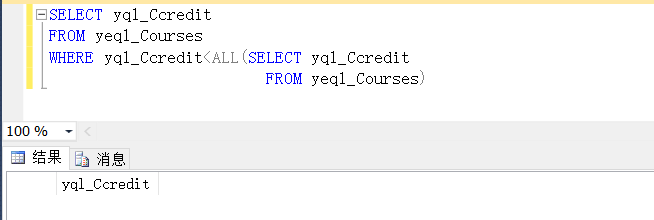 SELECT yql_Ccredit
FROM yeql_Courses
WHERE yql_Ccredit<ALL(SELECT yql_Ccredit
FROM yeql_Courses)
100 %
结果 消息
yql_Ccredit